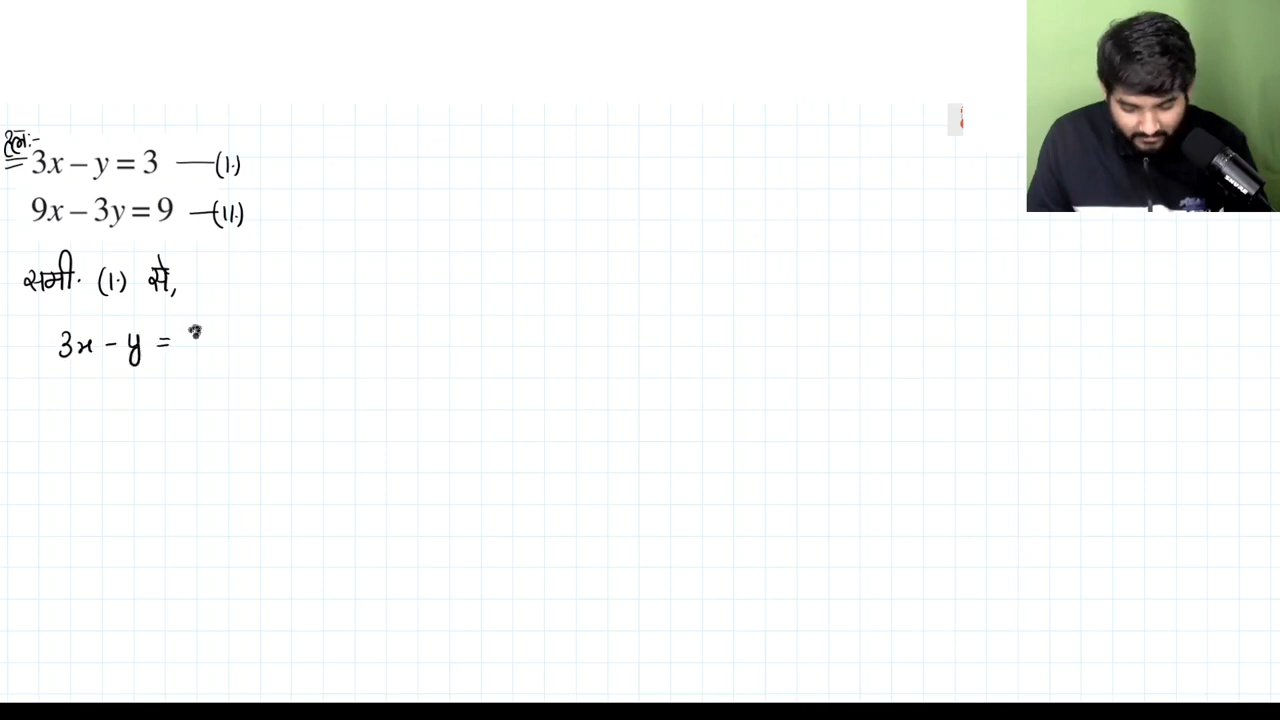 हल:-
3x – y = 3 —(I.)
9x – 3y = 9 —(II.)
समी. (I.) से,
3x - y =